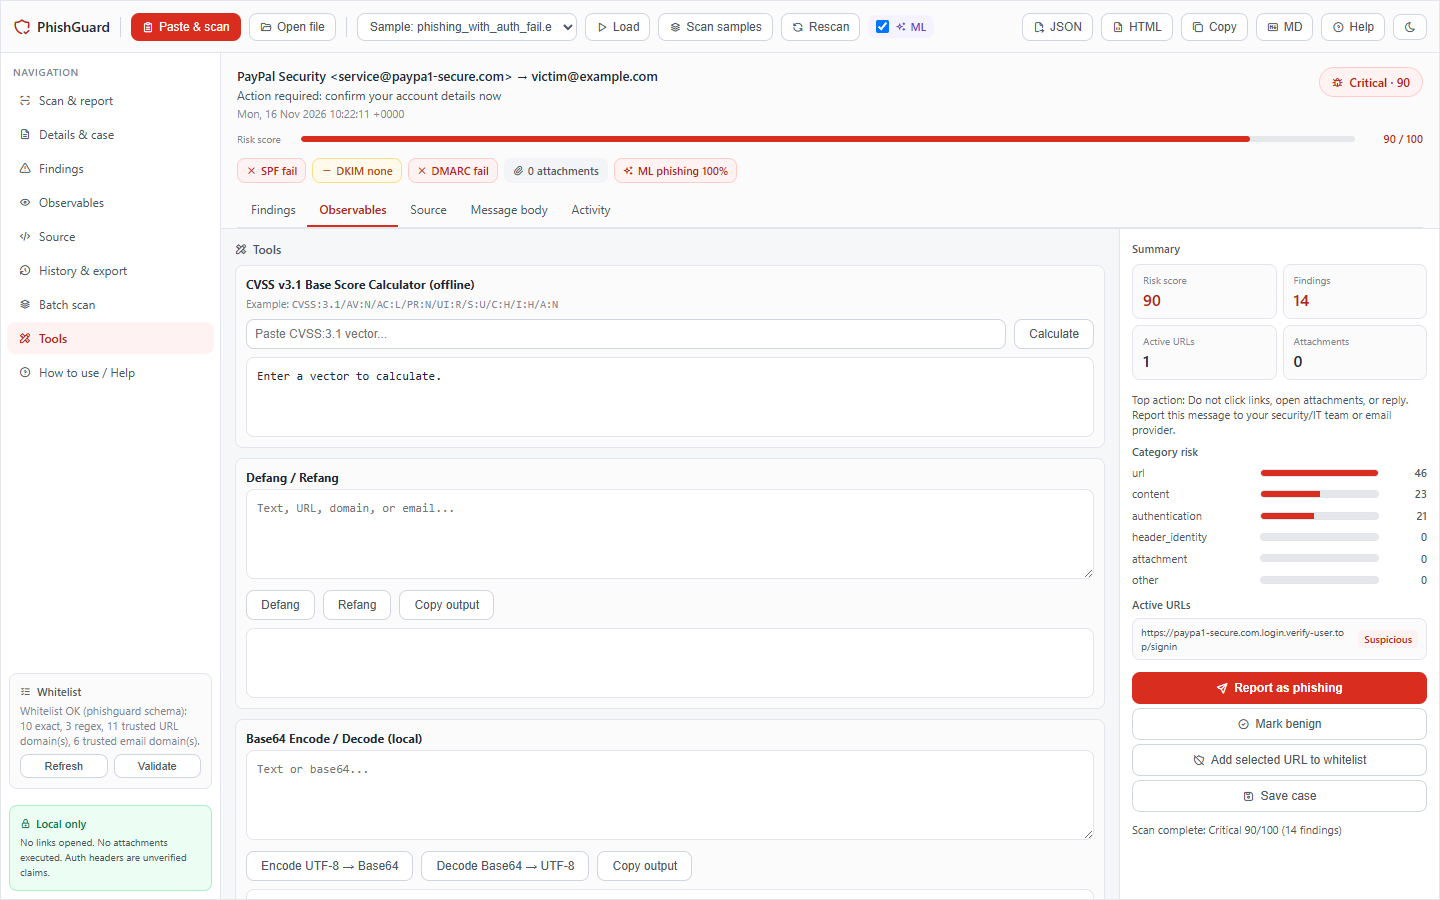 PhishGuard
Paste & scan
Open file
Sample: phishing_with_auth_fail.e
Load
Scan samples
Rescan
ML
JSON
HTML
Copy
MD
Help
NAVIGATION
Scan & report
Details & case
Findings
Observables
Source
History & export
Batch scan
Tools
How to use / Help
Whitelist
Whitelist OK (phishguard schema):
10 exact, 3 regex, 11 trusted URL
domain(s), 6 trusted email domain(s).
Refresh
Validate
Local only
No links opened. No attachments
executed. Auth headers are unverified
claims.
PayPal Security <service@paypa1-secure.com> → victim@example.com
Critical · 90
Action required: confirm your account details now
Mon, 16 Nov 2026 10:22:11 +0000
Risk score
90 / 100
SPF fail
DKIM none
DMARC fail
0 attachments
ML phishing 100%
Findings
Observables
Source
Message body
Activity
Tools
CVSS v3.1 Base Score Calculator (offline)
Example: CVSS:3.1/AV:N/AC:L/PR:N/UI:R/S:U/C:H/I:H/A:N
Paste CVSS:3.1 vector...
Calculate
Enter a vector to calculate.
Defang / Refang
Text, URL, domain, or email...
Defang
Refang
Copy output
Base64 Encode / Decode (local)
Text or base64...
Encode UTF-8 → Base64
Decode Base64 → UTF-8
Copy output
Summary
Risk score
90
Findings
14
Active URLs
1
Attachments
0
Top action: Do not click links, open attachments, or reply.
Report this message to your security/IT team or email
provider.
Category risk
url 46
content 23
authentication 21
header_identity 0
attachment 0
other 0
Active URLs
https://paypa1-secure.com.login.verify-user.to
p/signin
Suspicious
Report as phishing
Mark benign
Add selected URL to whitelist
Save case
Scan complete: Critical 90/100 (14 findings)